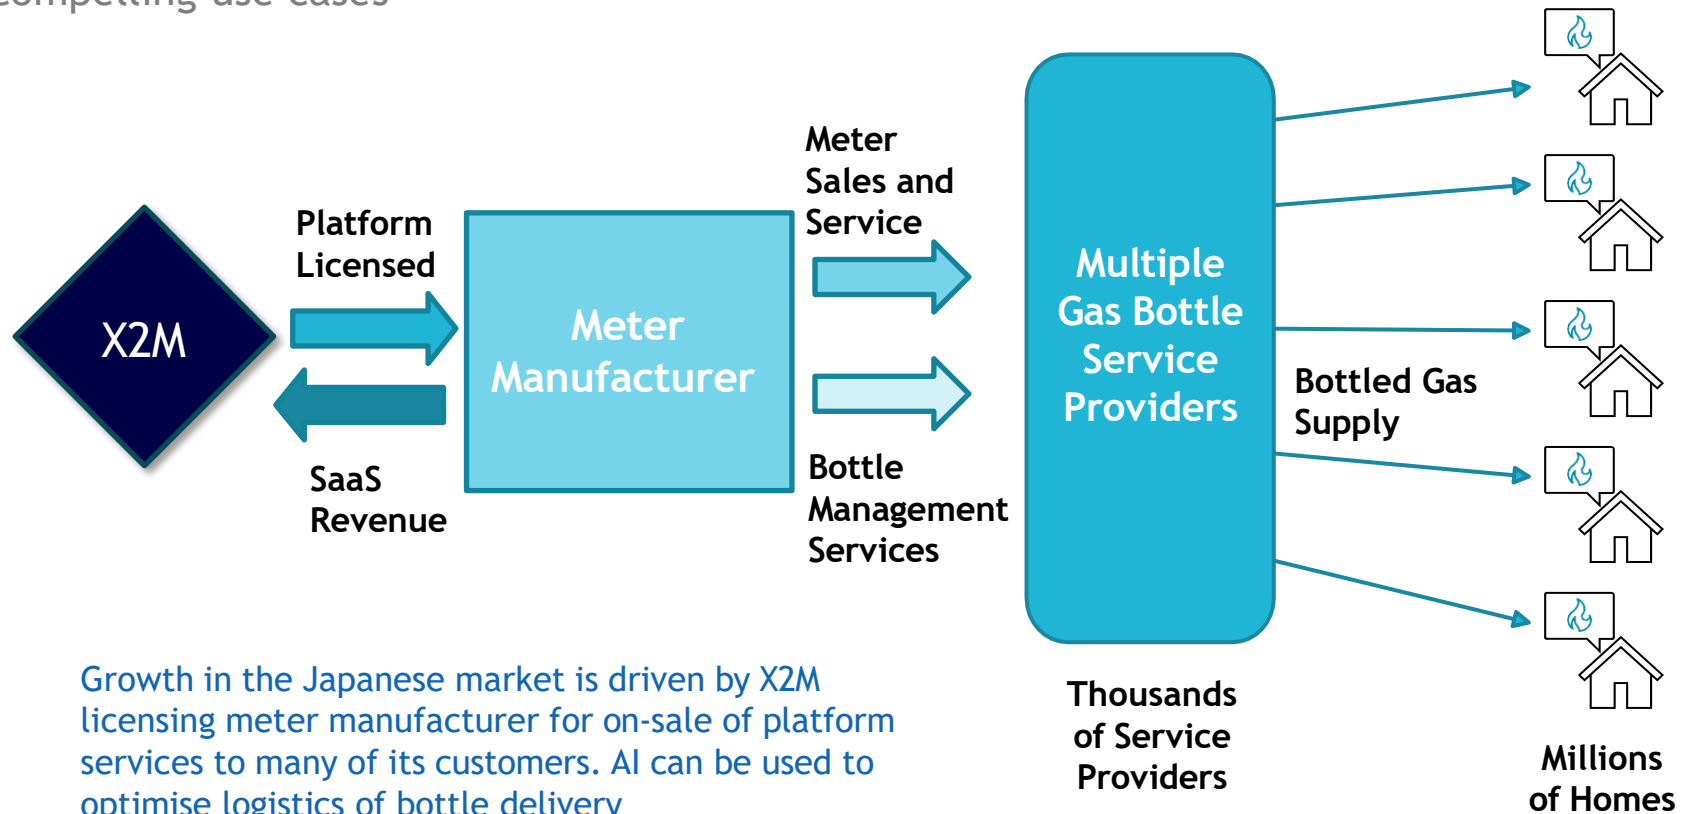 compelling use cases
X2M
Platform
Licensed
SaaS
Revenue
Meter
Manufacturer
Meter
Sales and
Service
Bottle
Management
Services
Multiple
Gas Bottle
Service
Providers
Thousands
of Service
Providers
Bottled Gas
Supply
Millions
of Homes
Growth in the Japanese market is driven by X2M
licensing meter manufacturer for on-sale of platform
services to many of its customers. AI can be used to
optimise logistics of bottle delivery